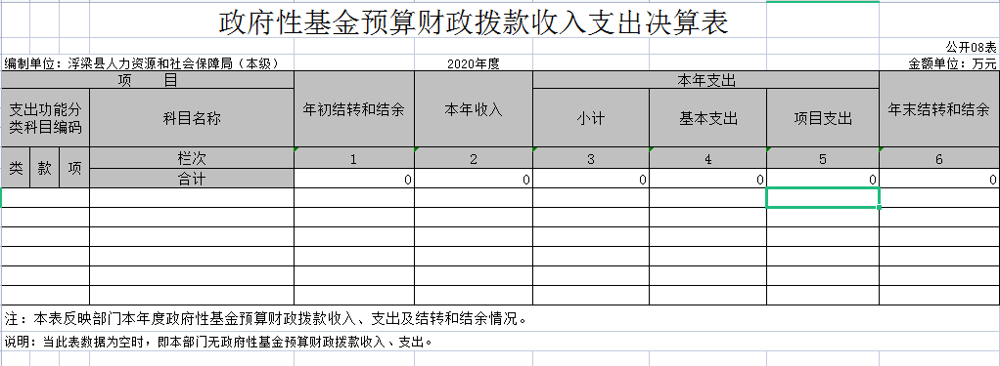 政府性基金预算财政拨款收入支出决算表
公开08表
编制单位：浮梁县人力资源和社会保障局（本级） 2020年度 金额单位：万元
项 目 年初结转和结余 本年收入 本年支出 年末结转和结余
支出功能分类科目编码 科目名称 小计 基本支出 项目支出
类 款 项 栏次 1 2 3 4 5 6
合计 0 0 0 0 0 0
注：本表反映部门本年度政府性基金预算财政拨款收入、支出及结转和结余情况。
说明：当此表数据为空时，即本部门无政府性基金预算财政拨款收入、支出。